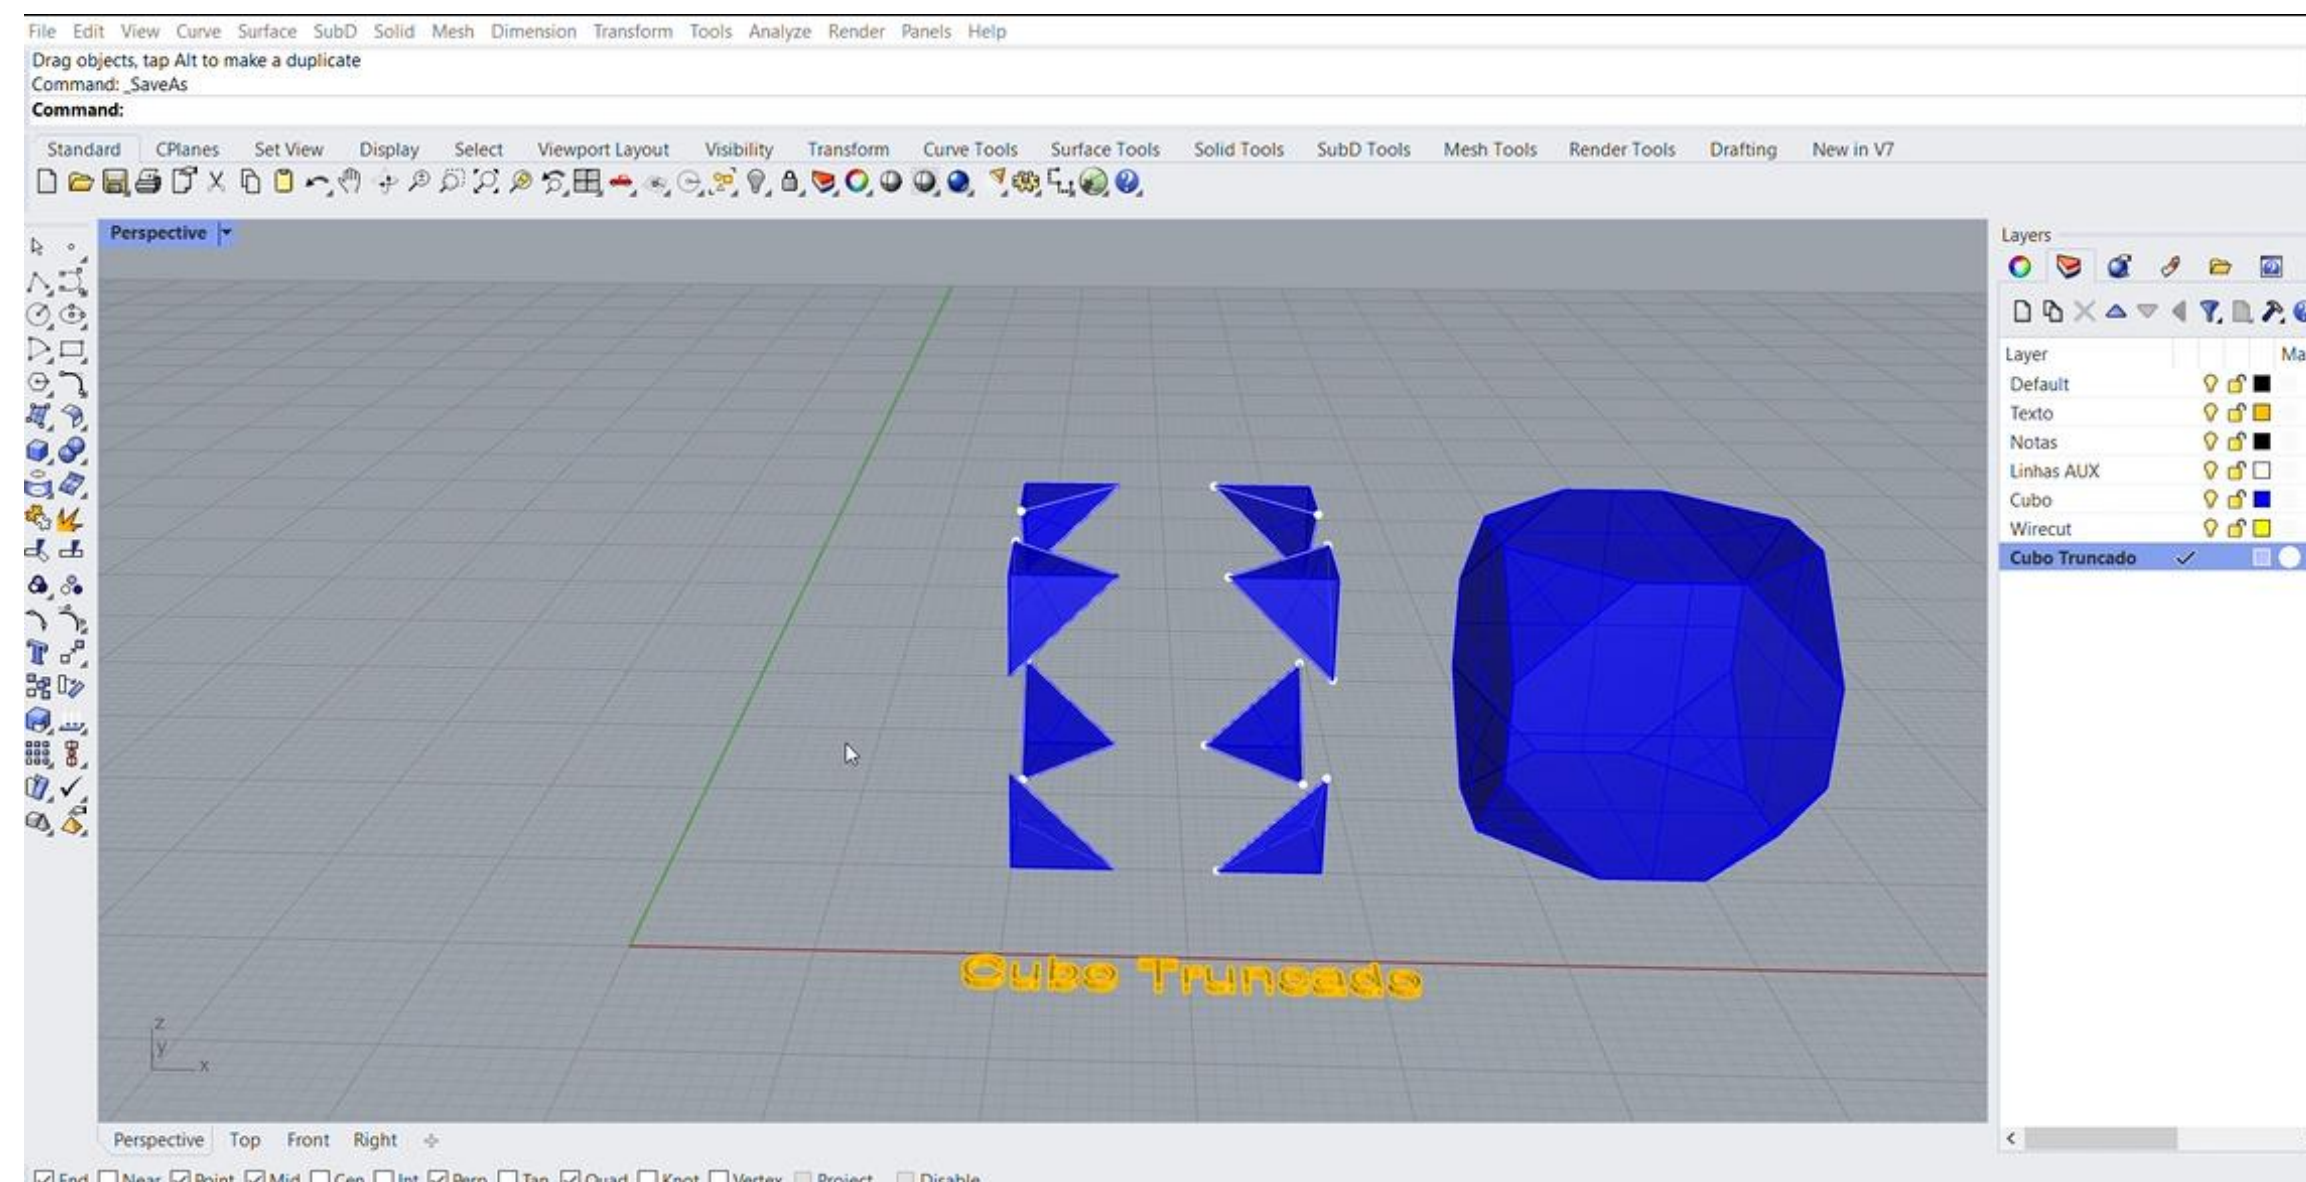 File Edit View Curve Surface SubD Solid Mesh Dimension Transform Tools Analyze Render Panels Help
Drag objects, tap Alt to make a duplicate
Command: _SaveAs
Command:
Standard CPlanes Set View Display Select Viewport Layout Visibility Transform Curve Tools Surface Tools Solid Tools SubD Tools Mesh Tools Render Tools Drafting New in V7
Perspective
Layers
Layer Ma
Default
Texto
Notas
Linhas AUX
Cubo
Wirecut
Cubo Truncado
Cubo Truncado
z
y
x
Perspective Top Front Right
End Near Point Mid Cen Int Perp Tan Quad Knot Vertex Project Disable